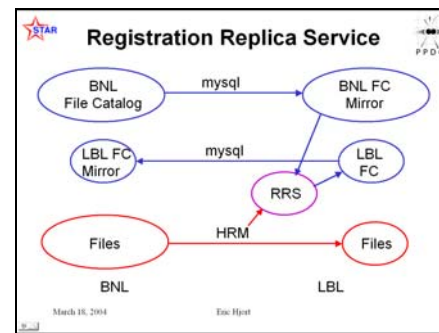 STAR
Registration Replica Service
PPD
BNL
File Catalog
mysql
BNL FC
Mirror
LBL FC
Mirror
mysql
LBL
FC
RRS
Files
HRM
Files
BNL
LBL
March 18, 2004
Eric Hjort